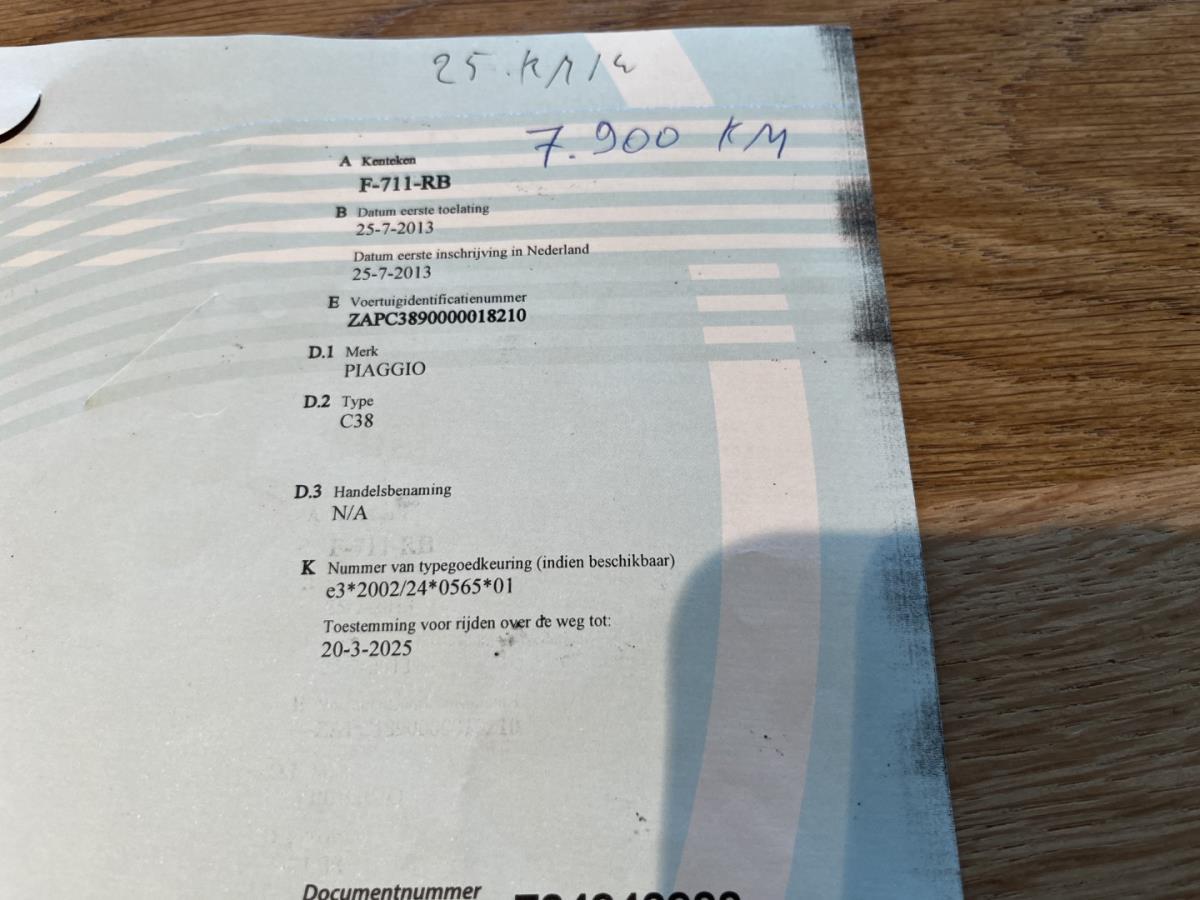 25.КМ/ч
7.900 KM
A Kenteken
F-711-RB
B Datum eerste toelating
25-7-2013
Datum eerste inschrijving in Nederland
25-7-2013
E Voertuigidentificatienummer
ZAPC3890000018210
D.1 Merk
PIAGGIO
D.2 Type
C38
D.3 Handelsbenaming
N/A
K Nummer van typegoedkeuring (indien beschikbaar)
e3*2002/24*0565*01
Toestemming voor rijden over de weg tot:
20-3-2025
Documentnummer